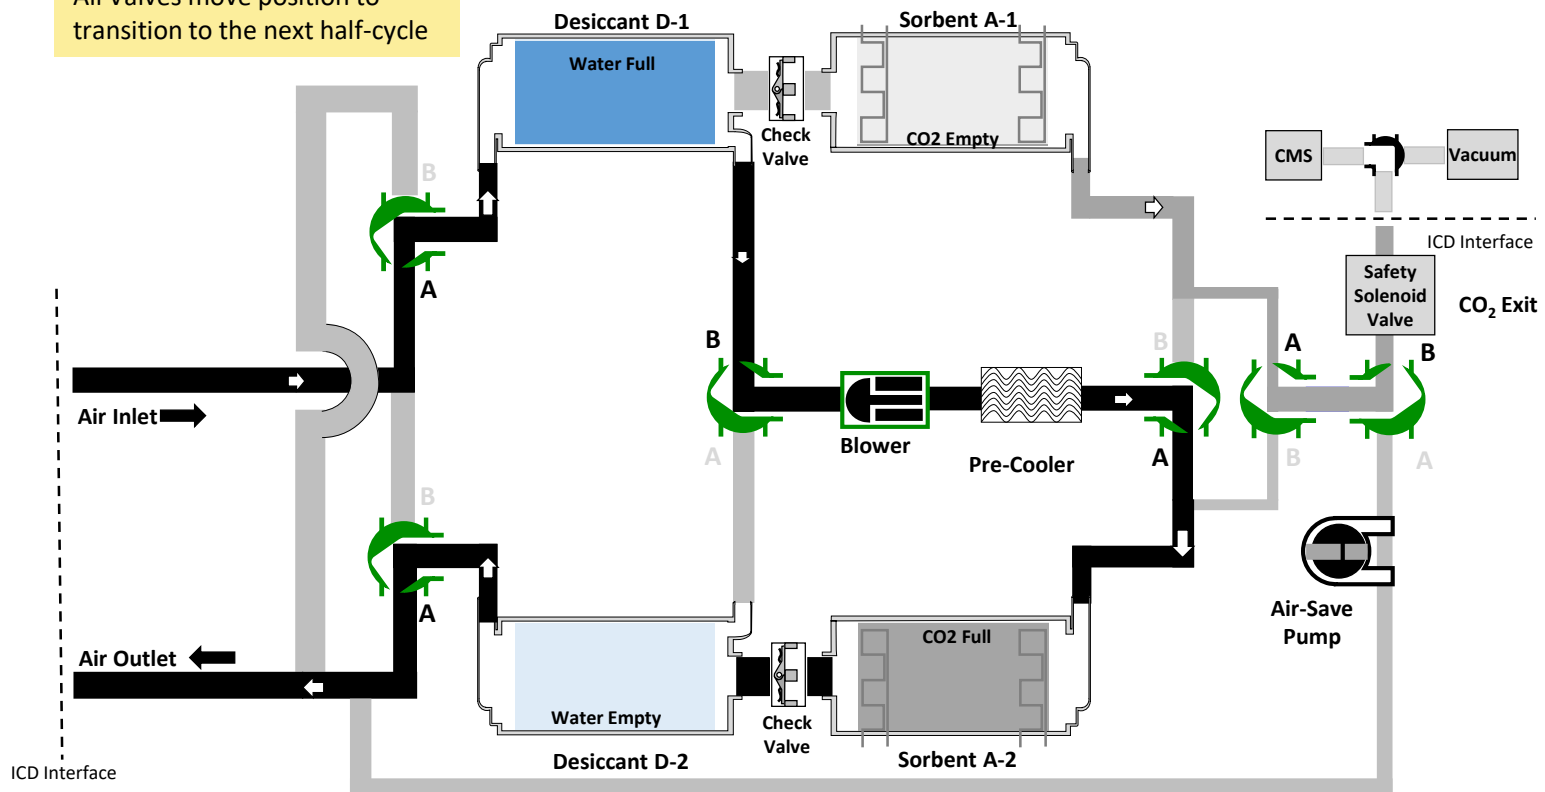 Air valves move position to
transition to the next half-cycle
Desiccant D-1
Sorbent A-1
Water Full
Check
Valve
CO2 Empty
CMS
Vacuum
ICD Interface
Safety
Solenoid
Valve
CO₂ Exit
B
A
B
A
B
A
A
B
B
A
Air Inlet
Blower
Pre-Cooler
B
A
Air-Save
Pump
Air Outlet
Water Empty
Check
Valve
CO2 Full
Desiccant D-2
Sorbent A-2
ICD Interface